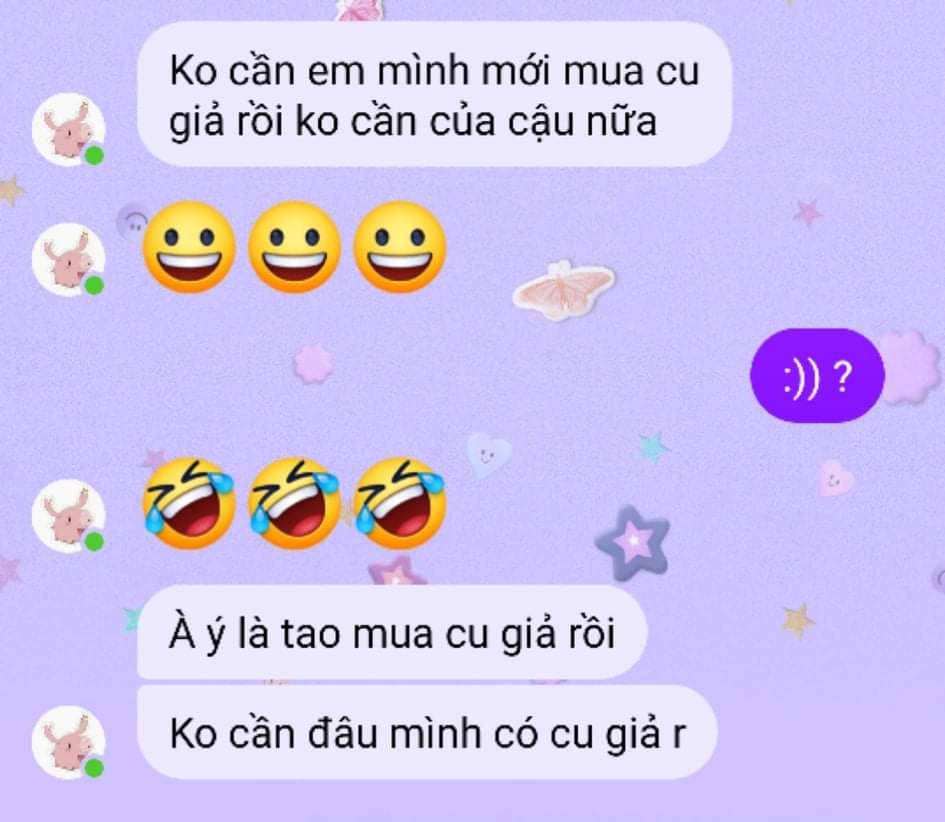 Ko cần em mình mới mua cu
giả rồi ko cần của cậu nữa
😀😀😀
:)) ?
🤣🤣🤣
À ý là tao mua cu giả rồi
Ko cần đâu mình có cu giả r